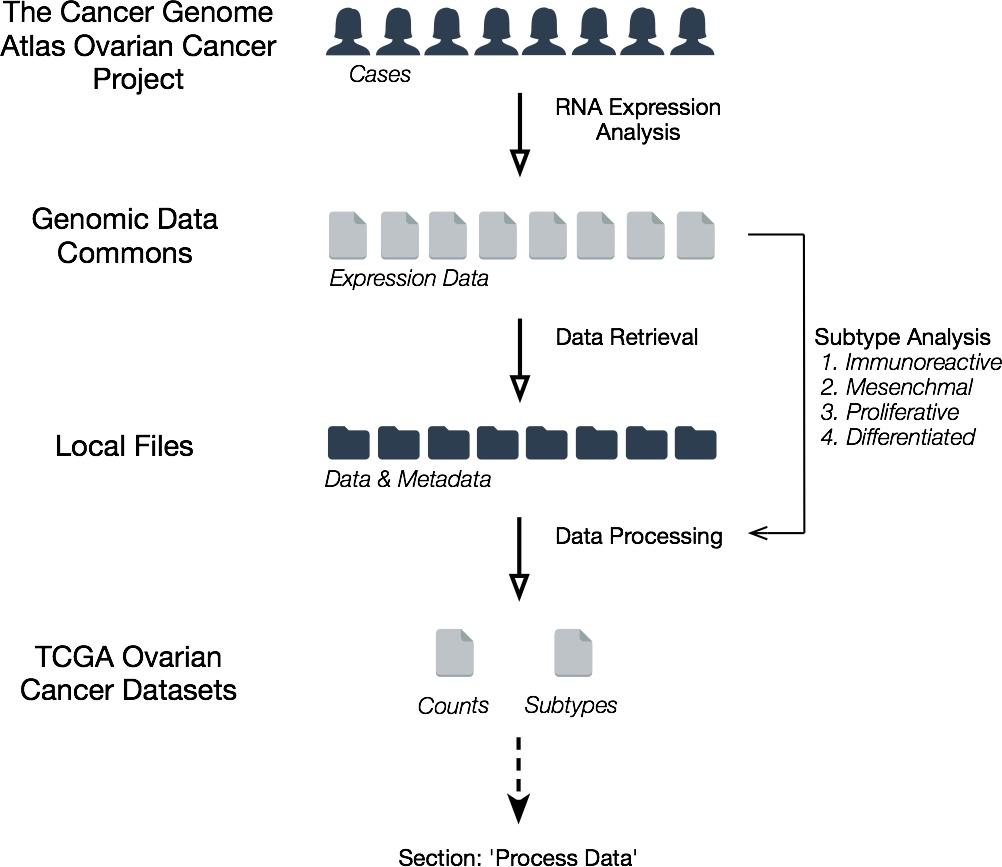 The Cancer Genome
Atlas Ovarian Cancer
Project
Cases
RNA Expression
Analysis
Genomic Data
Commons
Expression Data
Data Retrieval
Subtype Analysis
1. Immunoreactive
2. Mesenchmal
3. Proliferative
4. Differentiated
Local Files
Data & Metadata
Data Processing
TCGA Ovarian
Cancer Datasets
Counts
Subtypes
Section: 'Process Data'